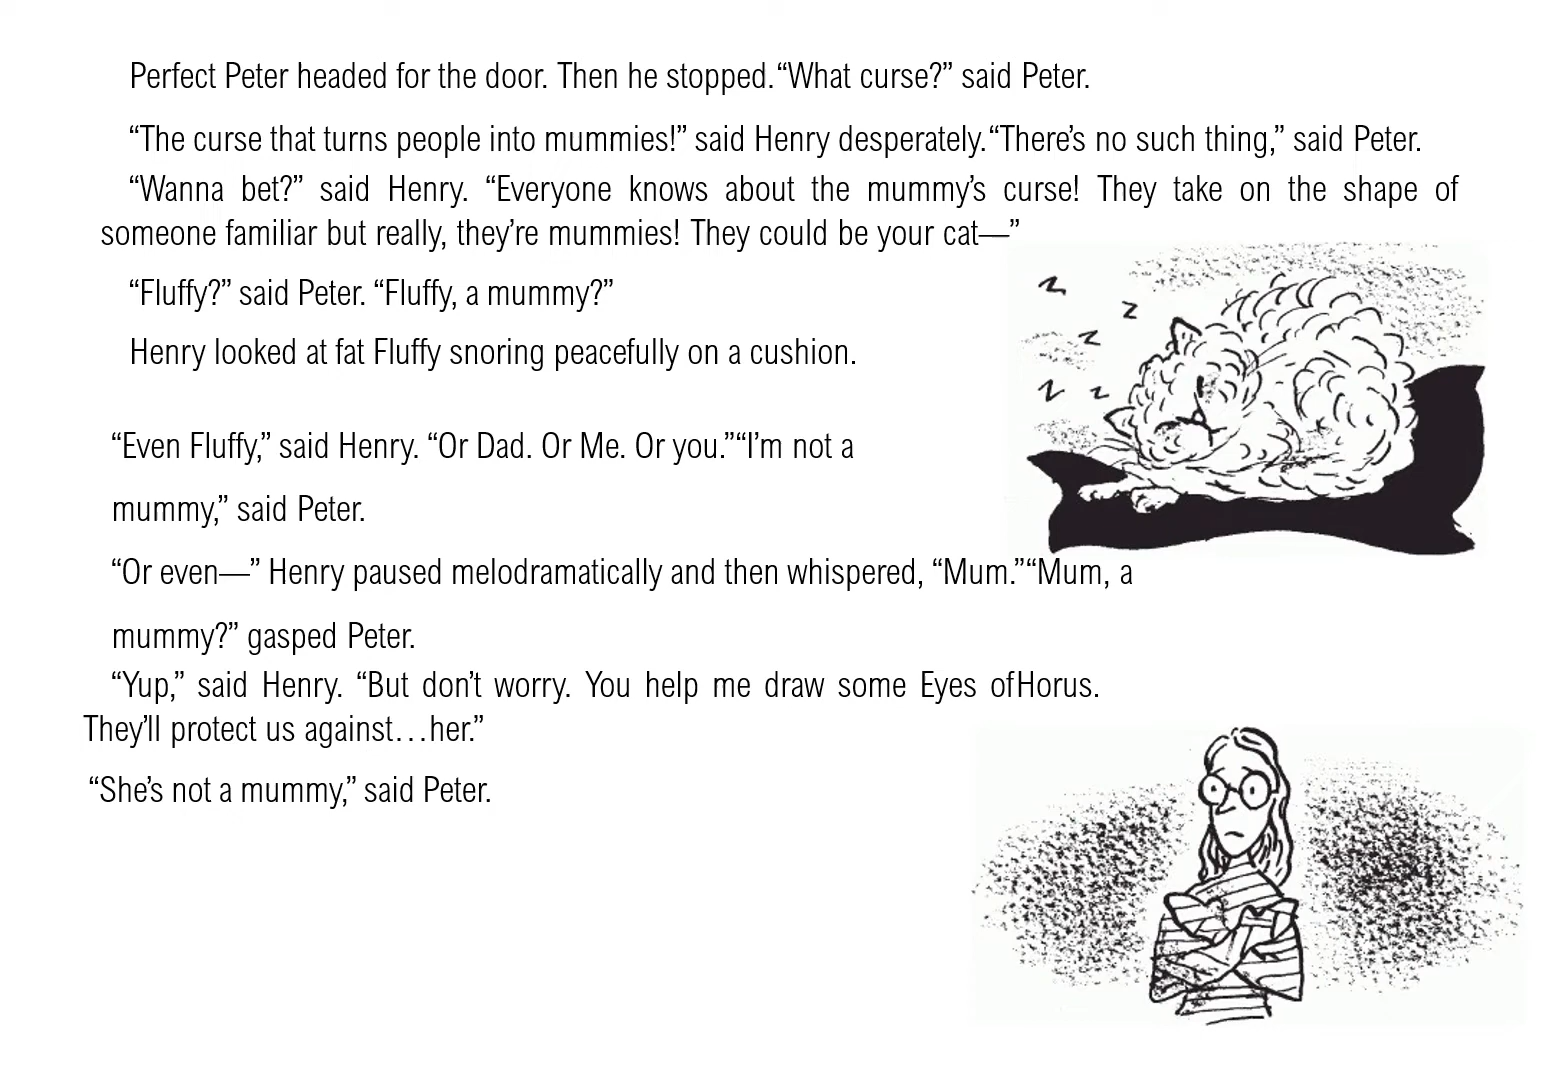 Perfect Peter headed for the door. Then he stopped.“What curse?” said Peter.
“The curse that turns people into mummies!” said Henry desperately.“There’s no such thing,” said Peter.
“Wanna bet?” said Henry. “Everyone knows about the mummy’s curse! They take on the shape of
someone familiar but really, they’re mummies! They could be your cat—”
“Fluffy?” said Peter. “Fluffy, a mummy?”
Henry looked at fat Fluffy snoring peacefully on a cushion.
z
z
z
z z
“Even Fluffy,” said Henry. “Or Dad. Or Me. Or you.”“I’m not a
mummy,” said Peter.
“Or even—” Henry paused melodramatically and then whispered, “Mum.”“Mum, a
mummy?” gasped Peter.
“Yup,” said Henry. “But don’t worry. You help me draw some Eyes ofHorus.
They’ll protect us against…her.”
“She’s not a mummy,” said Peter.